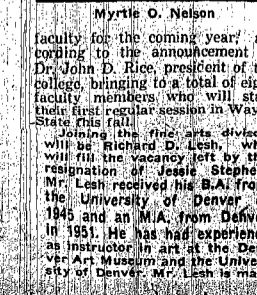 Myrtle O. Nelson
faculty for the coming year,
cording to the announcement
Dr. John D. Rice, president of t
college, bringing to a total of eig
faculty members who will sta
their first regular session in Way
State this fall.
Joining the fine arts divisi
will be Richard D. Lesh, wh
will fill the vacancy left by th
resignation of Jessie Stephe
Mr. Lesh received his B.A. fro
the University of Denver
1945 and an M.A. from Denve
in 1951. He has had experienc
as instructor in art at the De
ver Art Museum and the Unive
sity of Denver. Mr. Lesh is ma